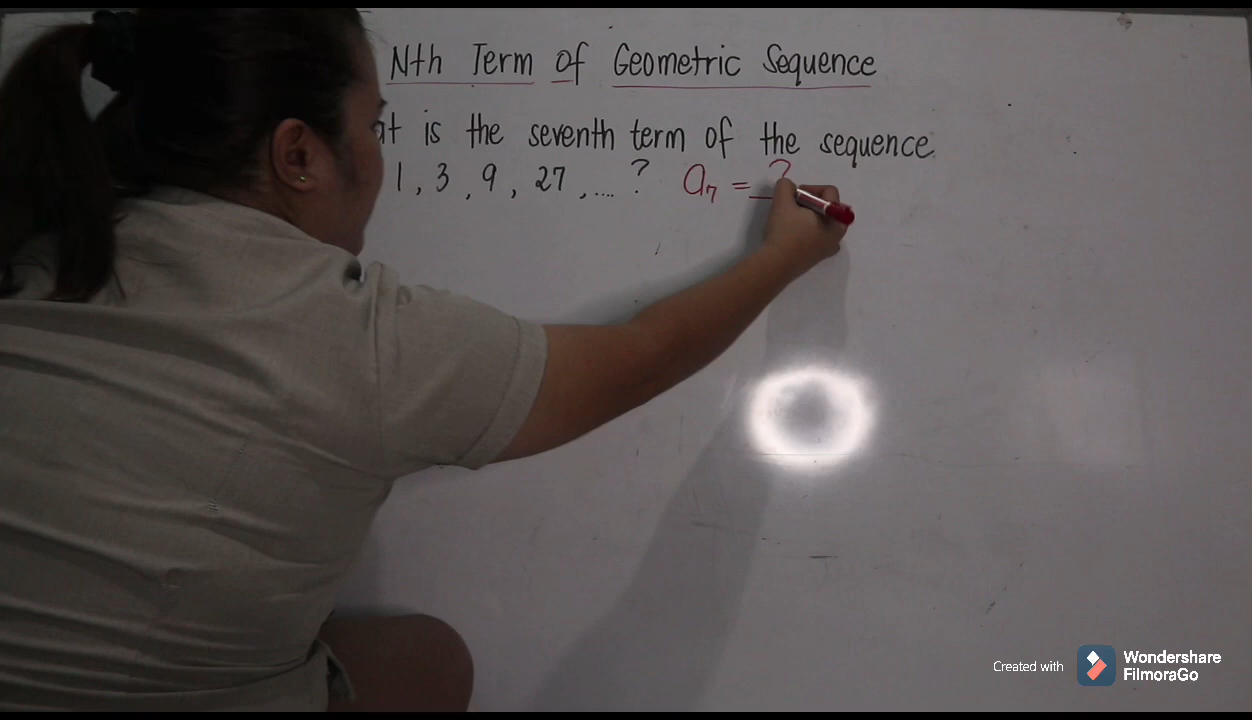 Nth Term of Geometric Sequence
at is the seventh term of the sequence
1, 3, 9, 27, .... ? a7 = ?
Created with
Wondershare
FilmoraGo